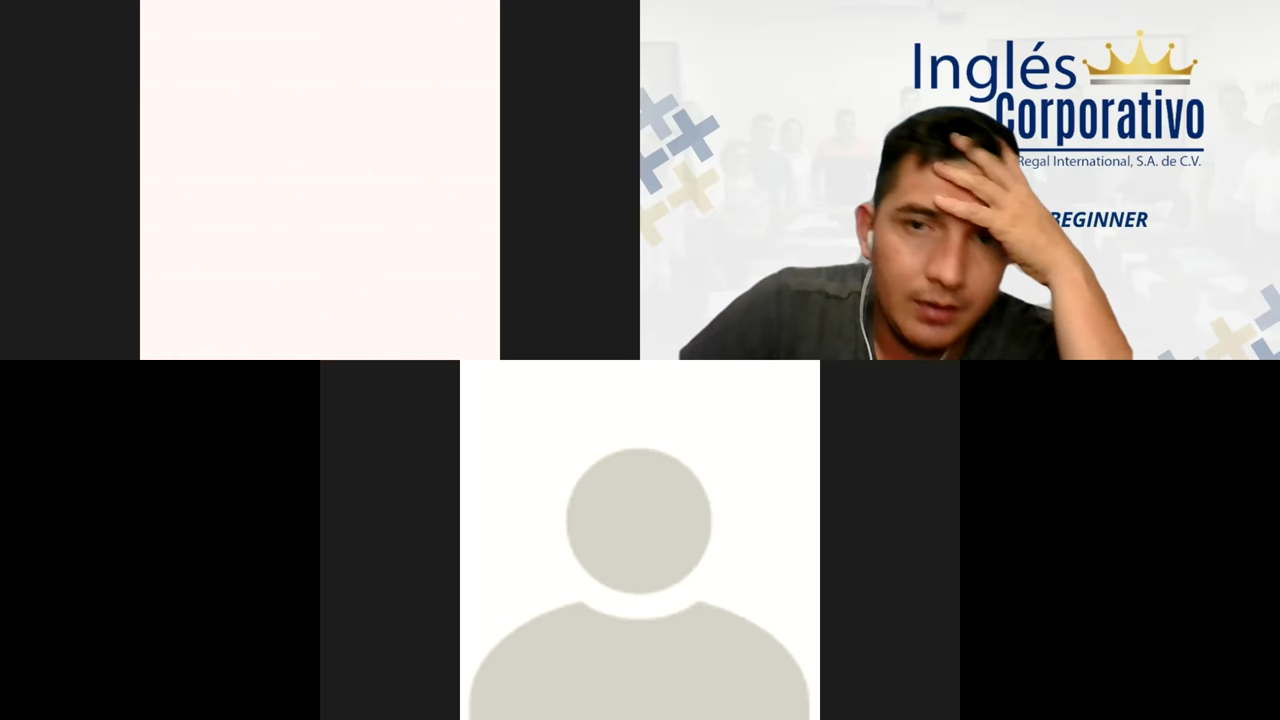 Inglés
Corporativo
Regal International, S.A. de C.V.
BEGINNER